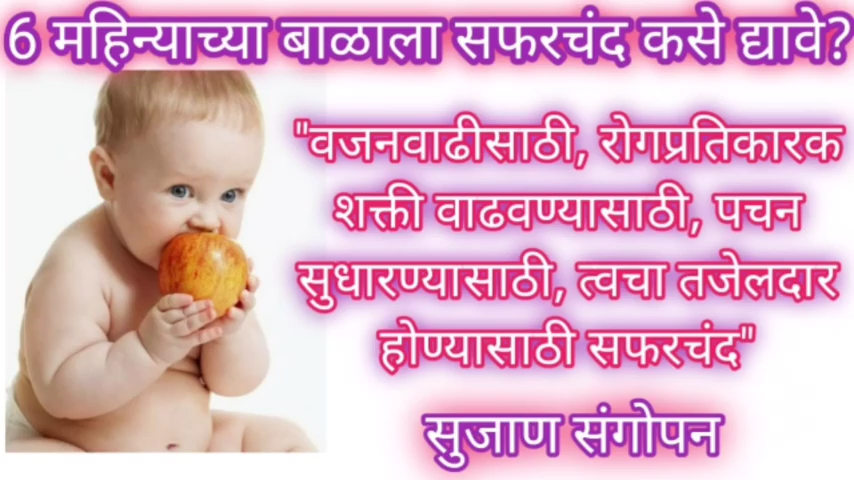 6 महिन्याच्या बाळाला सफरचंद कसे द्यावे?
"वजनवाढीसाठी, रोगप्रतिकारक
शक्ती वाढवण्यासाठी, पचन
सुधारण्यासाठी, त्वचा तजेलदार
होण्यासाठी सफरचंद"
सुजाण संगोपन